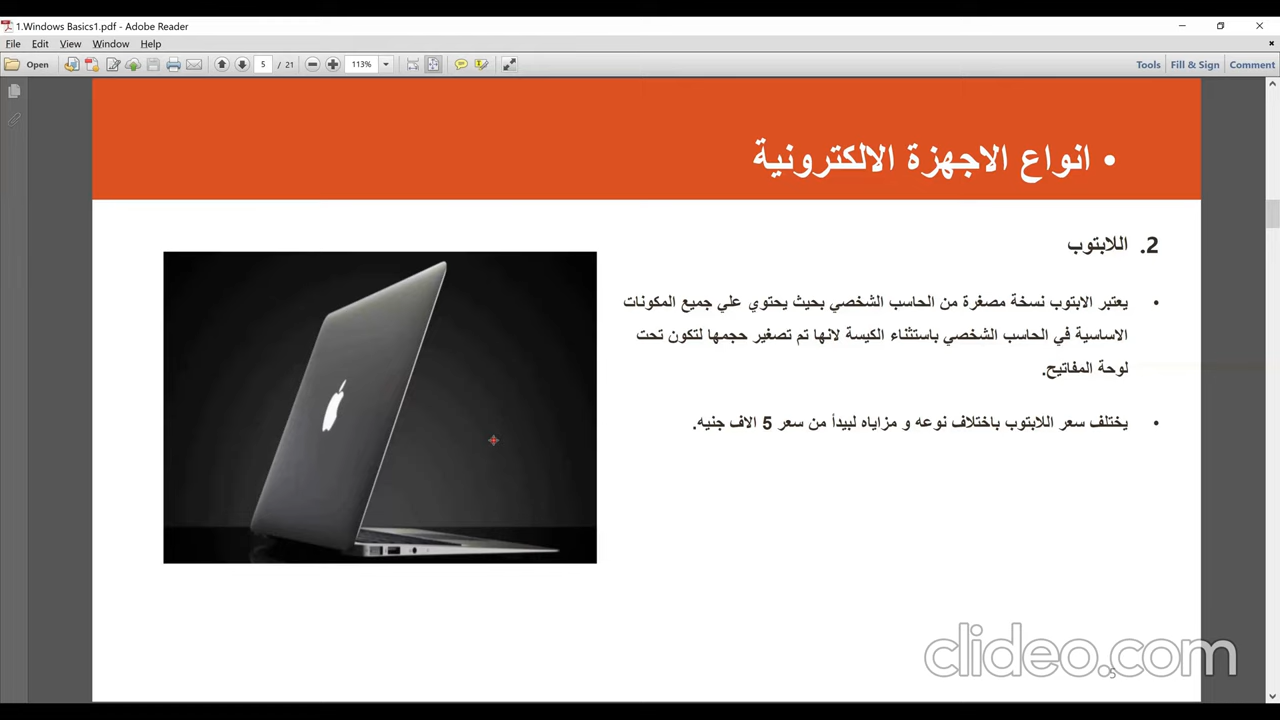 1.Windows Basics1.pdf - Adobe Reader
File Edit View Window Help
Open 5 / 21 113% Tools Fill & Sign Comment
• انواع الاجهزة الالكترونية
2. اللابتوب
• يعتبر الابتوب نسخة مصغرة من الحاسب الشخصي بحيث يحتوي علي جميع المكونات
الاساسية في الحاسب الشخصي باستثناء الكيسة لانها تم تصغير حجمها لتكون تحت
لوحة المفاتيح.
• يختلف سعر اللابتوب باختلاف نوعه و مزاياه لبيدأ من سعر 5 الاف جنيه.
clideo.com
5